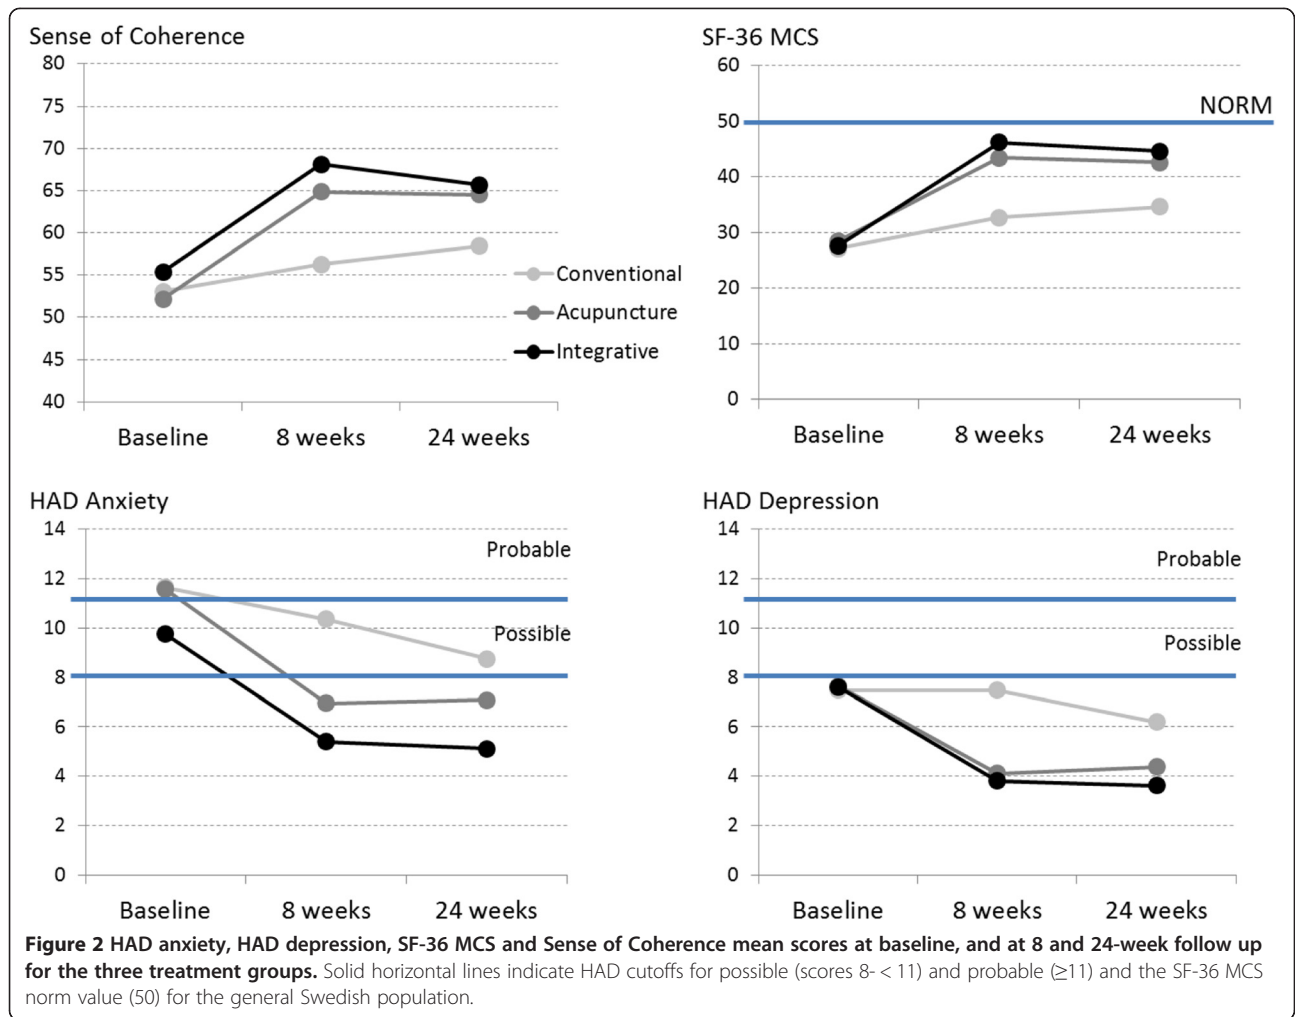 Sense of Coherence
80
75
70
65
60
55
50
45
40
Baseline 8 weeks 24 weeks
Conventional
Acupuncture
Integrative
SF-36 MCS
60
50
40
30
20
10
0
NORM
Baseline 8 weeks 24 weeks
HAD Anxiety
14
12
10
8
6
4
2
0
Probable
Possible
Baseline 8 weeks 24 weeks
HAD Depression
14
12
10
8
6
4
2
0
Probable
Possible
Baseline 8 weeks 24 weeks
Figure 2 HAD anxiety, HAD depression, SF-36 MCS and Sense of Coherence mean scores at baseline, and at 8 and 24-week follow up
for the three treatment groups. Solid horizontal lines indicate HAD cutoffs for possible (scores 8- < 11) and probable (≥11) and the SF-36 MCS
norm value (50) for the general Swedish population.